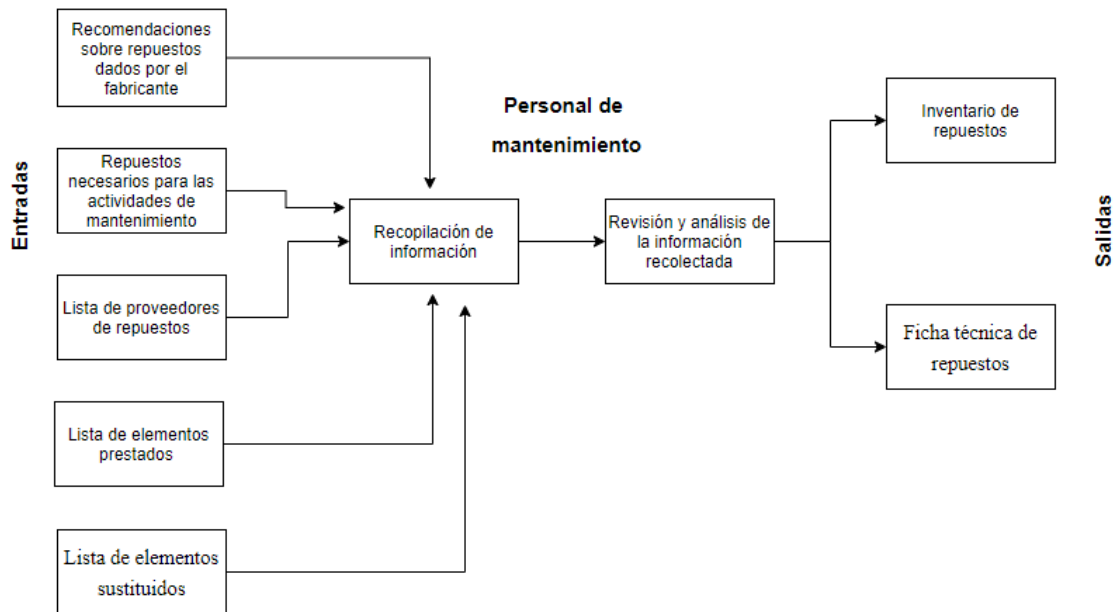 Entradas
Recomendaciones
sobre repuestos
dados por el
fabricante
Repuestos
necesarios para las
actividades de
mantenimiento
Lista de proveedores
de repuestos
Lista de elementos
prestados
Lista de elementos
sustituidos
Personal de
mantenimiento
Recopilación de
información
Revisión y análisis de
la información
recolectada
Inventario de
repuestos
Ficha técnica de
repuestos
Salidas